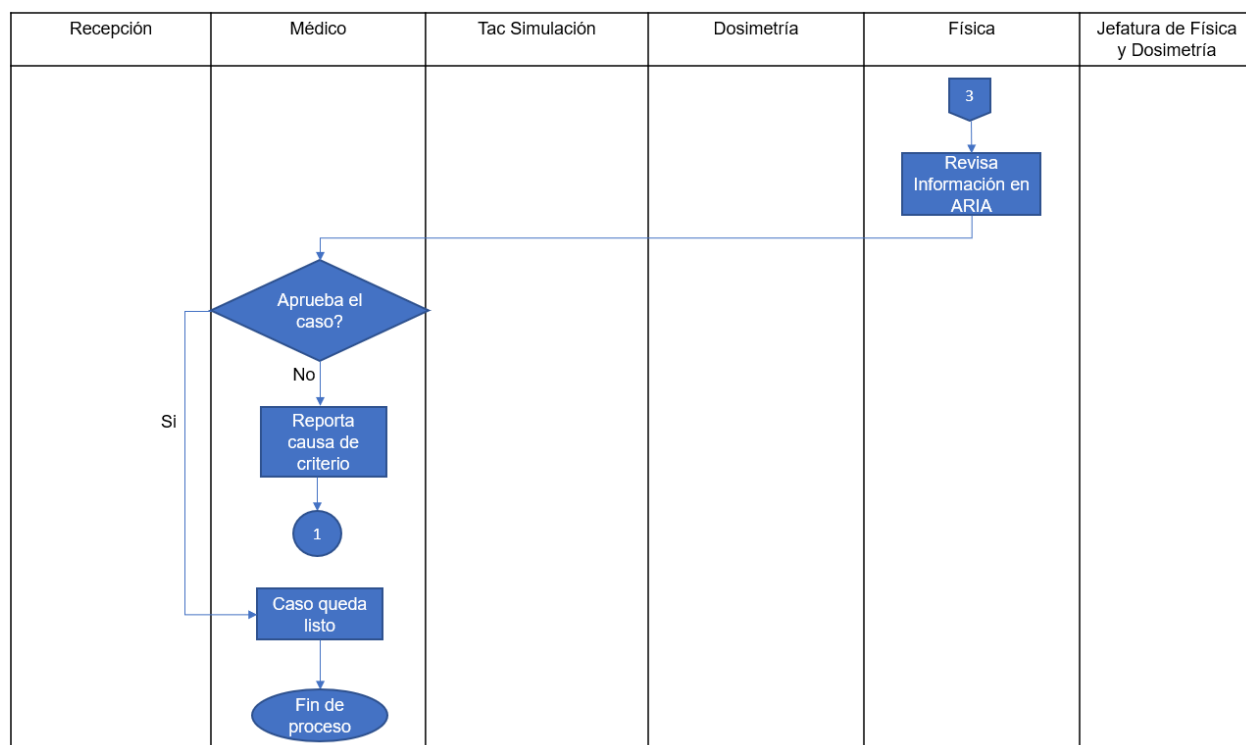 Recepción
Médico
Tac Simulación
Dosimetría
Física
Jefatura de Física
y Dosimetría
3
Revisa
Información en
ARIA
Aprueba el
caso?
No
Si
Reporta
causa de
criterio
1
Caso queda
listo
Fin de
proceso